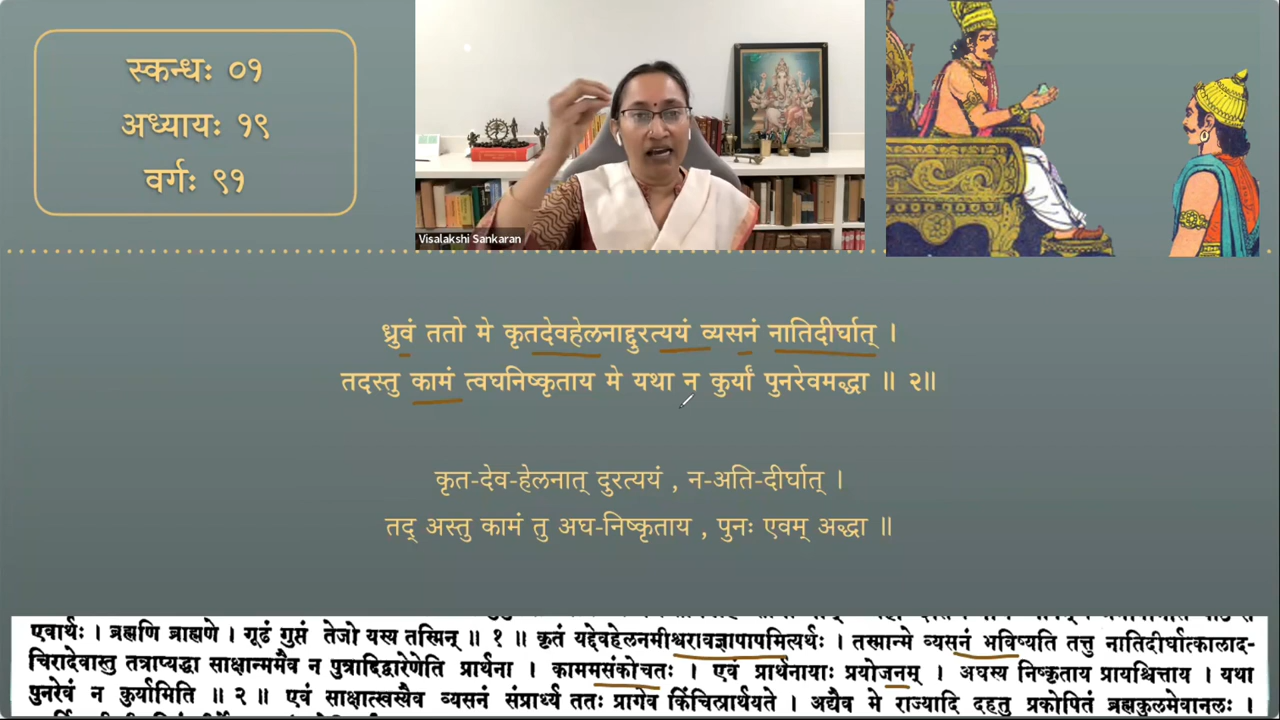 स्कन्धः ०१
अध्यायः १९
वर्गः ९१
Visalakshi Sankaran
ध्रुवं ततो मे कृतदेवहेलनाद्दुरत्ययं व्यसनं नातिदीर्घात् ।
तदस्तु कामं त्वघनिष्कृताय मे यथा न कुर्यां पुनरेवमद्धा ॥ २॥
कृत-देव-हेलनात् दुरत्ययं , न-अति-दीर्घात् ।
तद् अस्तु कामं तु अघ-निष्कृताय , पुनः एवम् अद्धा ॥
एवार्थः । ब्रह्मणि ब्राह्मणे । गूढं गुप्तं तेजो यस्य तस्मिन् ॥ १ ॥ कृतं यद्देवहेलनमीश्वरावज्ञापापमित्यर्थः । तस्मान्मे व्यसनं भविष्यति तत्तु नातिदीर्घात्कालाद-
चिरादेवास्तु तत्राप्यद्धा साक्षान्ममैव न पुत्रादिद्वारेणेति प्रार्थना । काममसंकोचतः । एवं प्रार्थनायाः प्रयोजनम् । अघस्य निष्कृताय प्रायश्चित्ताय । यथा
पुनरेवं न कुर्यामिति ॥ २ ॥ एवं साक्षात्स्वस्यैव व्यसनं संप्रार्थ्य ततः प्रागेव किंचित्प्रार्थयते । अद्यैव मे राज्यादि दहतु प्रकोपितं ब्रह्मकुलमेवानलः ।